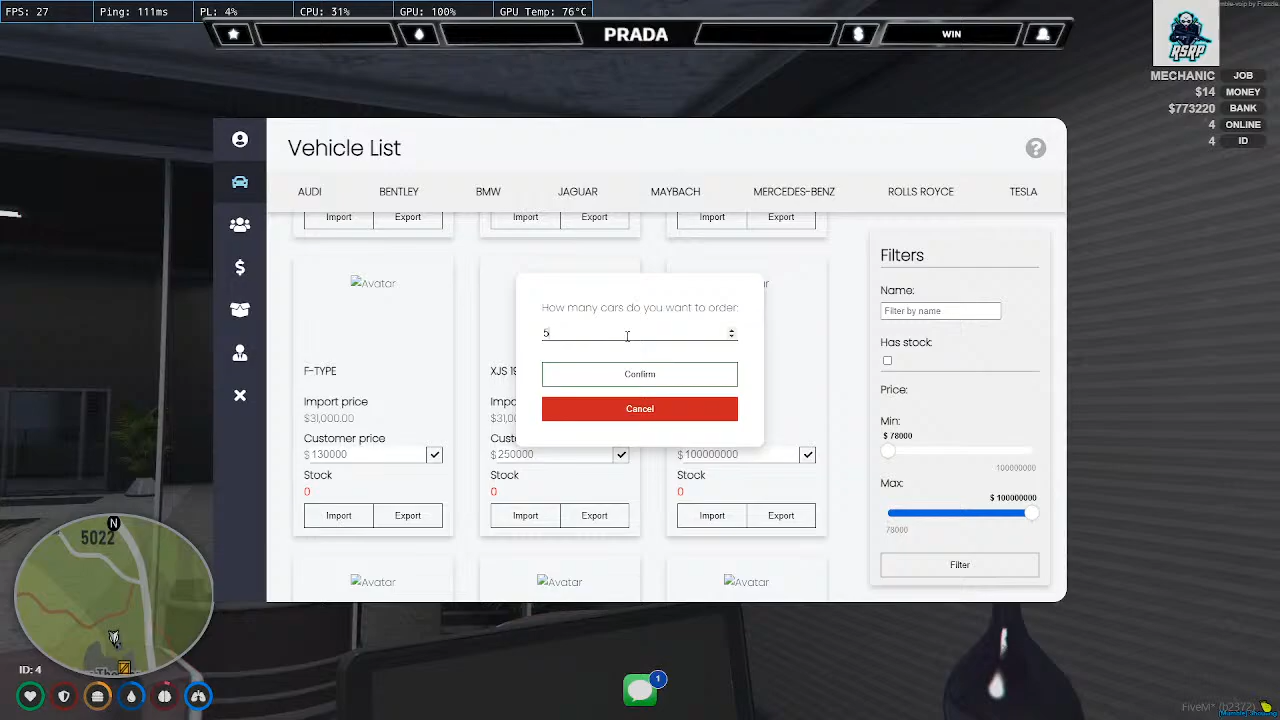 FPS: 27 Ping: 111ms PL: 4% CPU: 31% GPU: 100% GPU Temp: 76°C
PRADA WIN
RSRP
MECHANIC JOB
$14 MONEY
$773220 BANK
4 ONLINE
4 ID
Vehicle List
AUDI BENTLEY BMW JAGUAR MAYBACH MERCEDES-BENZ ROLLS ROYCE TESLA
Import Export Import Export Import Export
Filters
Name:
Filter by name
Has stock:
Price:
Min:
$ 78000
100000000
Max:
$ 100000000
78000
Filter
Avatar
How many cars do you want to order:
5
Confirm
Cancel
F-TYPE XJS
Import price
$31,000.00
Customer price
$ 130000 $ 250000 $ 100000000
Stock Stock Stock
0 0 0
Import Export Import Export Import Export
Avatar Avatar Avatar
5022
N
ID: 4
1
FiveM* (b2372)